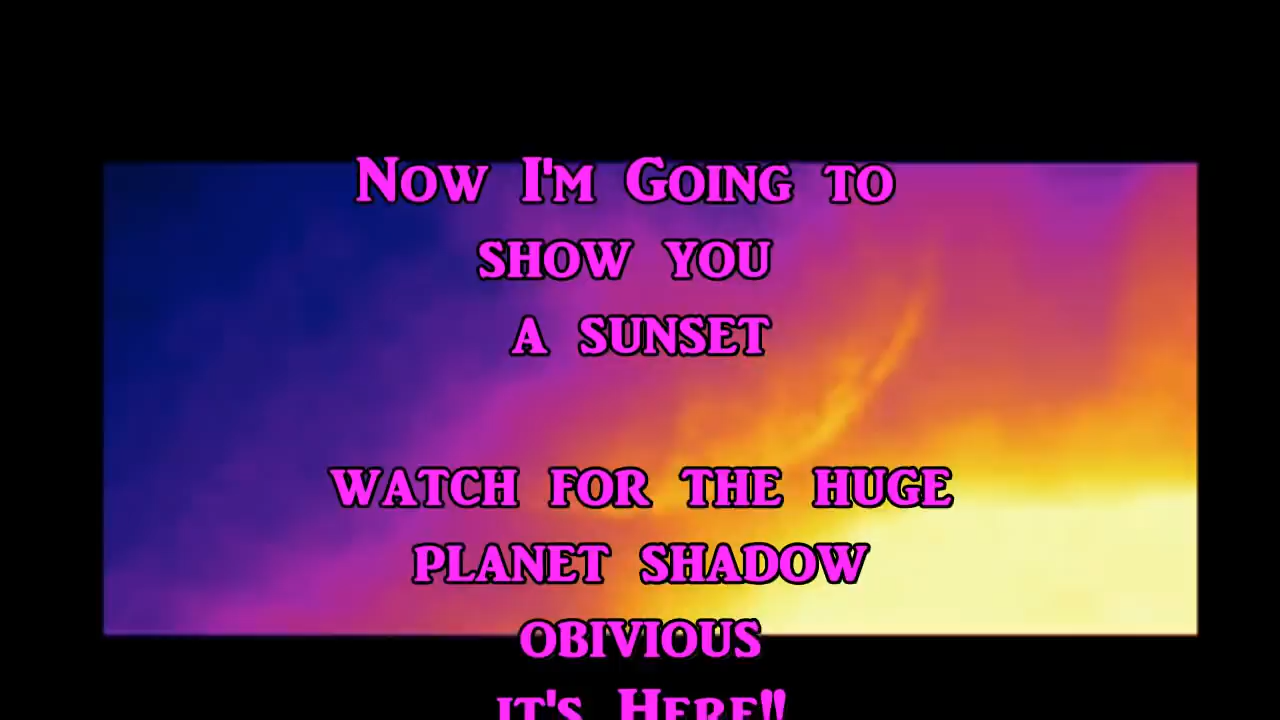 Now I'm Going to
show you
a sunset
watch for the huge
planet shadow
obivious
it's Here!!